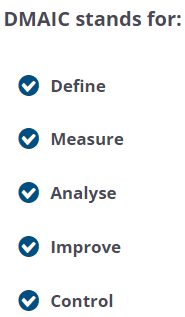 DMAIC stands for:
Define
Measure
Analyse
Improve
Control